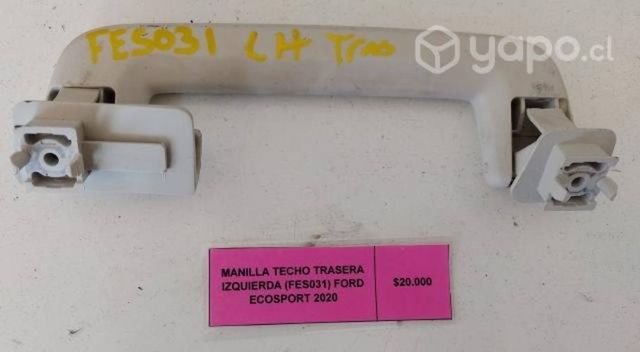 FES031 LH Tras
yapo.cl
MANILLA TECHO TRASERA
IZQUIERDA (FES031) FORD
ECOSPORT 2020
$20.000